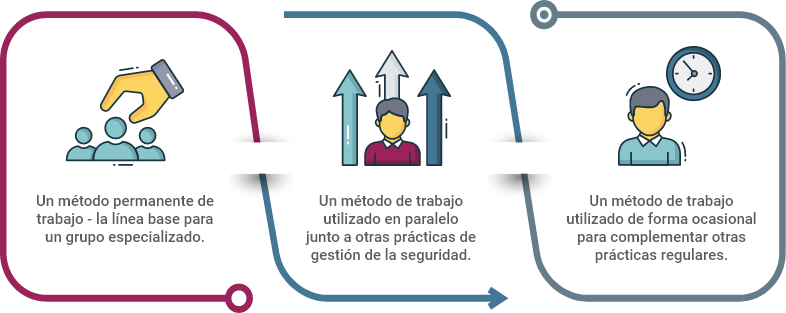 Un método permanente de
trabajo - la línea base para
un grupo especializado.
Un método de trabajo
utilizado en paralelo
junto a otras prácticas de
gestión de la seguridad.
Un método de trabajo
utilizado de forma ocasional
para complementar otras
prácticas regulares.